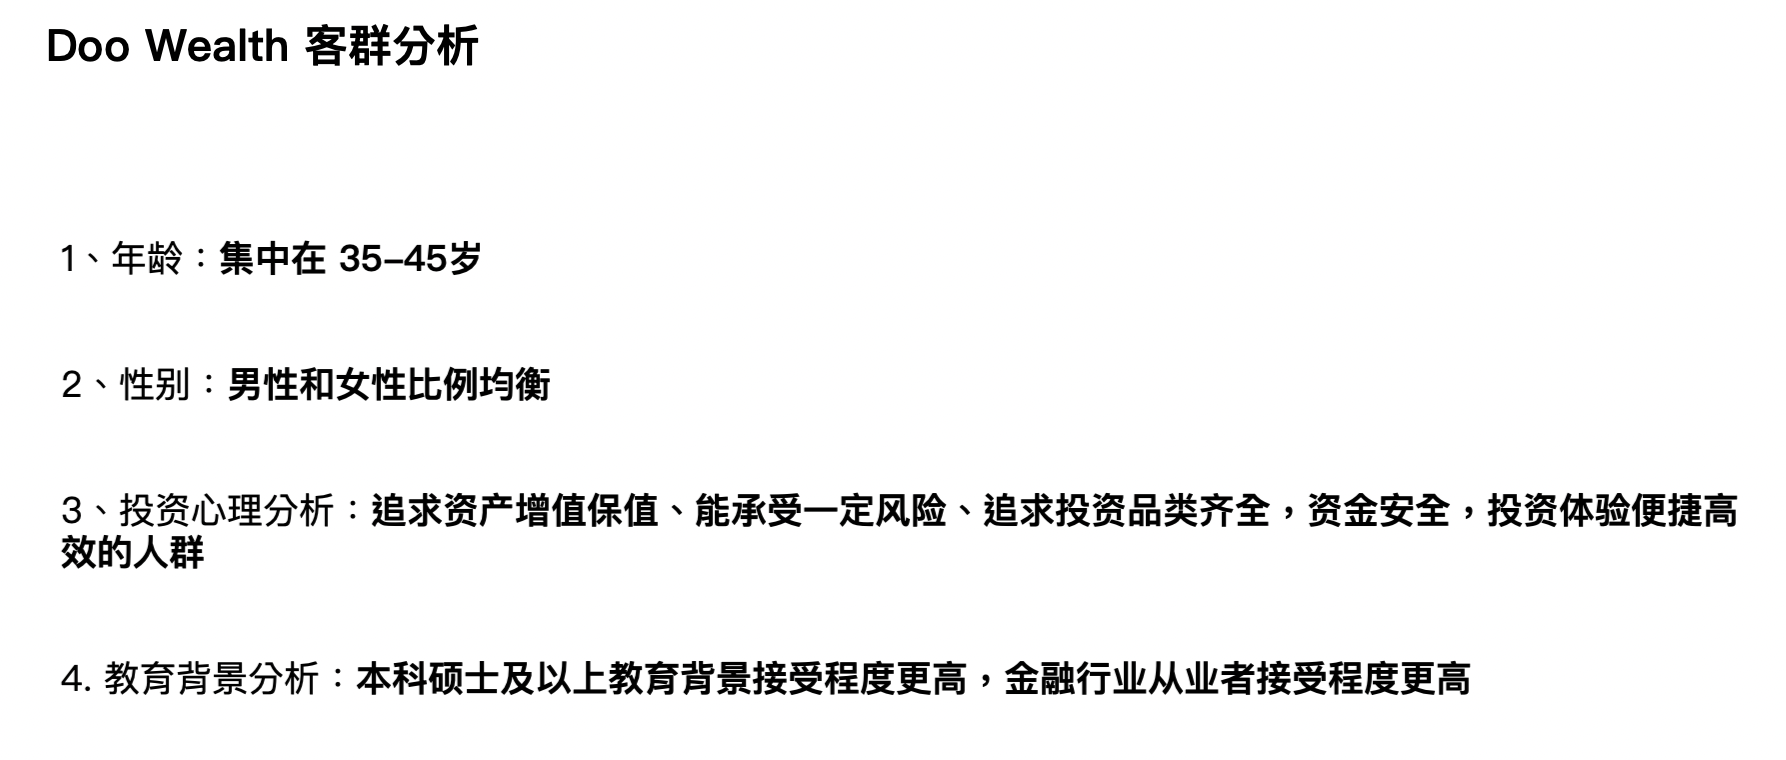 Doo Wealth 客群分析
1、年龄：集中在 35–45岁
2、性别：男性和女性比例均衡
3、投资心理分析：追求资产增值保值、能承受一定风险、追求投资品类齐全，资金安全，投资体验便捷高
效的人群
4. 教育背景分析：本科硕士及以上教育背景接受程度更高，金融行业从业者接受程度更高